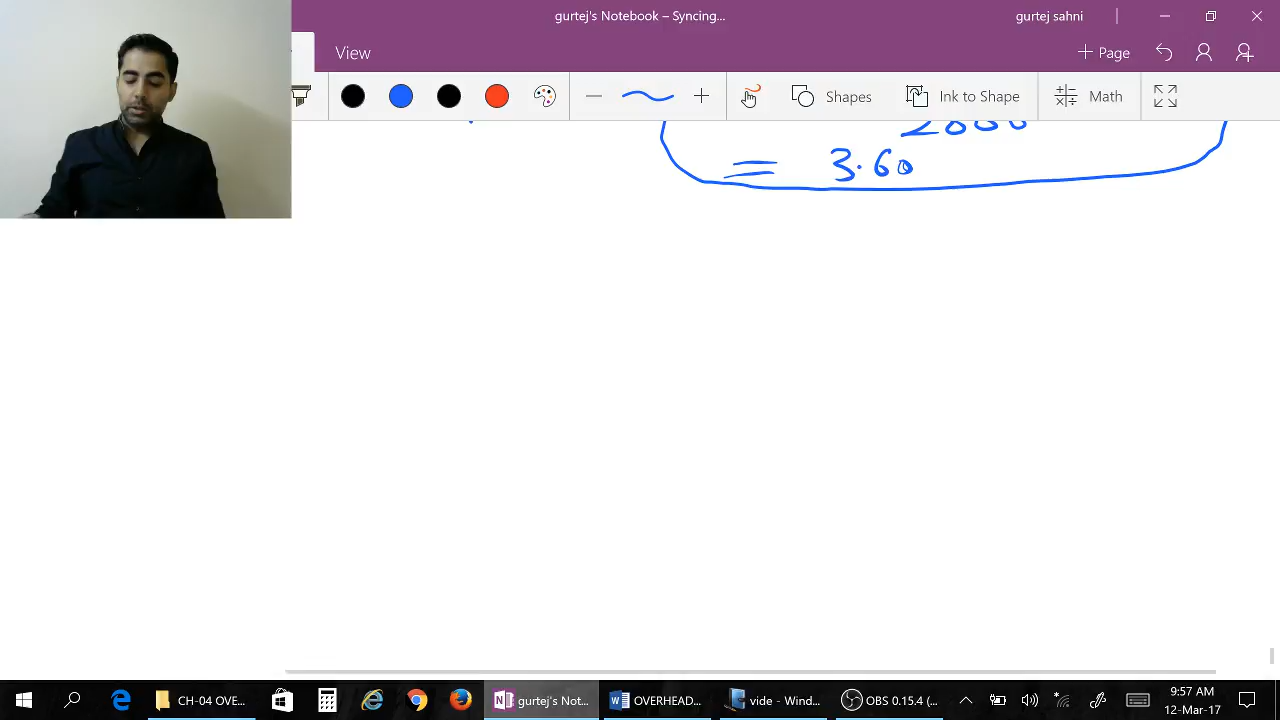 gurtej's Notebook – Syncing...
gurtej sahni
View
Page
Shapes
Ink to Shape
Math
2000
= 3.60
CH-04 OVE...
gurtej's Not...
OVERHEAD...
vide - Wind...
OBS 0.15.4 (...
9:57 AM
12-Mar-17